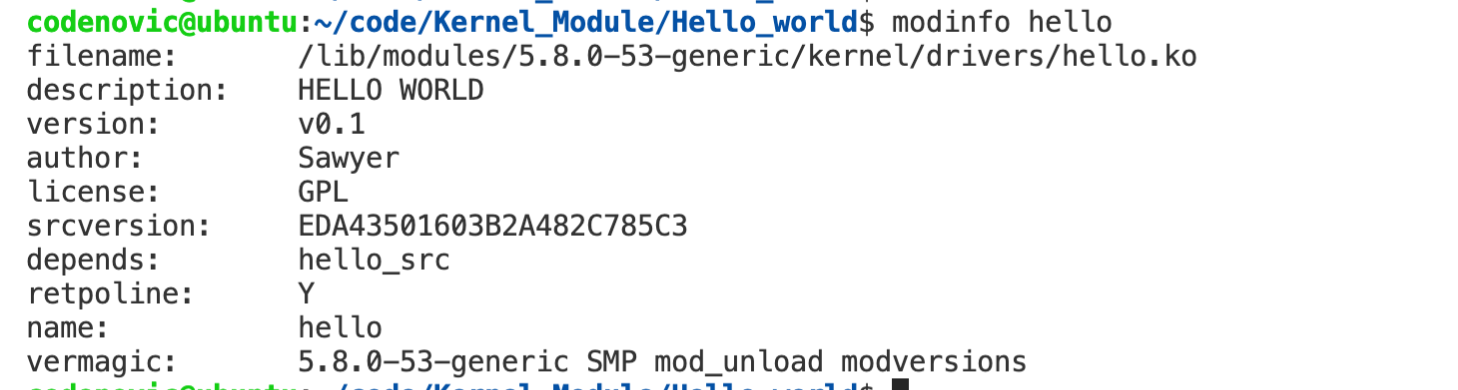 codenovic@ubuntu:~/code/Kernel_Module/Hello_world$ modinfo hello
filename: /lib/modules/5.8.0-53-generic/kernel/drivers/hello.ko
description: HELLO WORLD
version: v0.1
author: Sawyer
license: GPL
srcversion: EDA43501603B2A482C785C3
depends: hello_src
retpoline: Y
name: hello
vermagic: 5.8.0-53-generic SMP mod_unload modversions
codenovic@ubuntu:~/code/Kernel_Module/Hello_world$